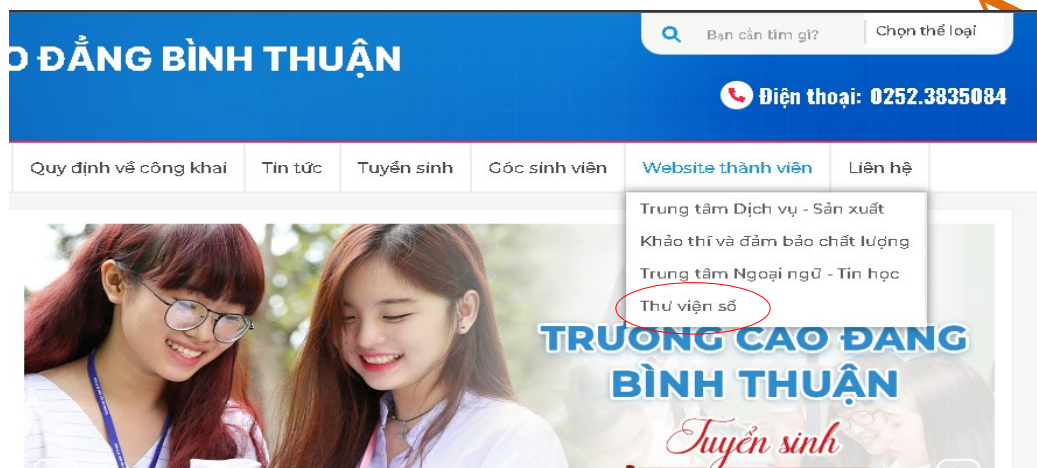 Bạn cần tìm gì? Chọn thể loại
O ĐẲNG BÌNH THUẬN
Điện thoại: 0252.3835084
Quy định về công khai Tin tức Tuyển sinh Góc sinh viên Website thành viên Liên hệ
Trung tâm Dịch vụ - Sản xuất
Khảo thí và đảm bảo chất lượng
Trung tâm Ngoại ngữ - Tin học
Thư viện số
TRƯỜNG CAO ĐẲNG
BÌNH THUẬN
Tuyển sinh